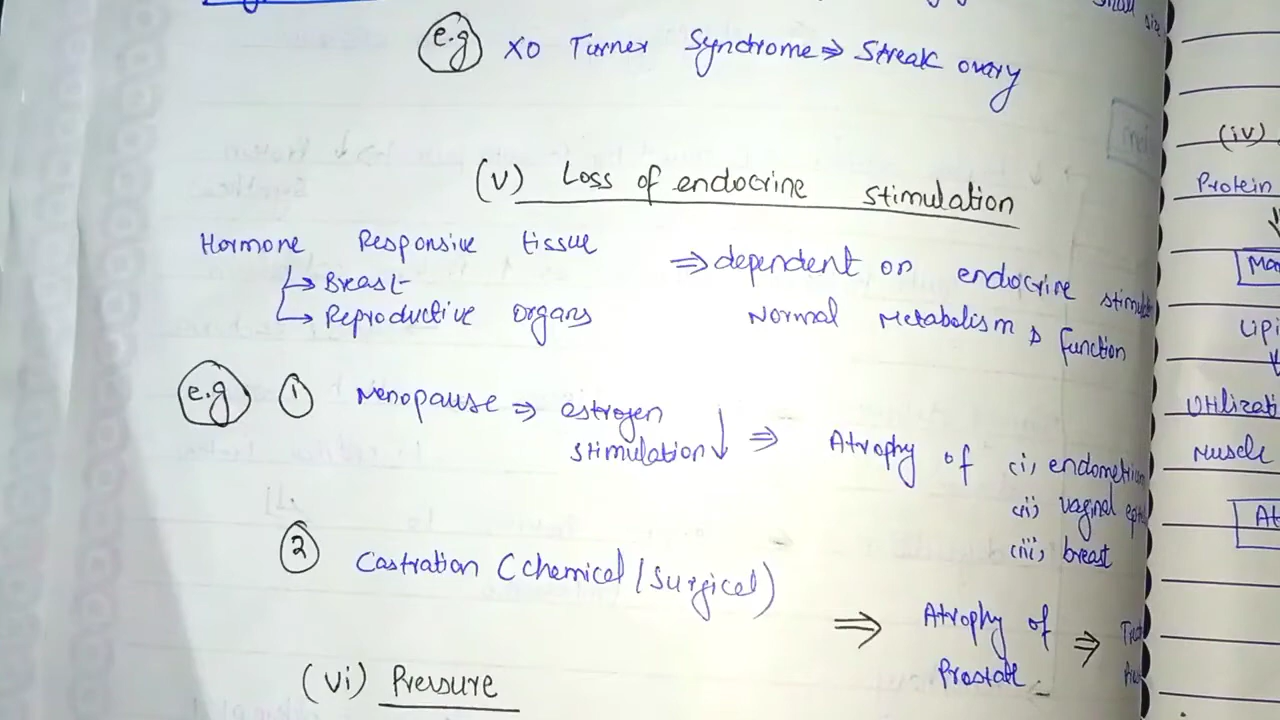 e.g XO Turner Syndrome ⇒ Streak ovary
(v) Loss of endocrine stimulation
Hormone Responsive tissue ⇒ dependent on endocrine
↳ Breast
↳ Reproductive organs
Normal Metabolism & function
e.g ① Menopause ⇒ estrogen stimulation ↓ ⇒ Atrophy of (i) endometrium
(ii) vaginal
(iii) breast
② Castration (chemical/surgical) ⇒ Atrophy of Prostate ⇒
(vi) Pressure
(iv)
Protein
Muscle